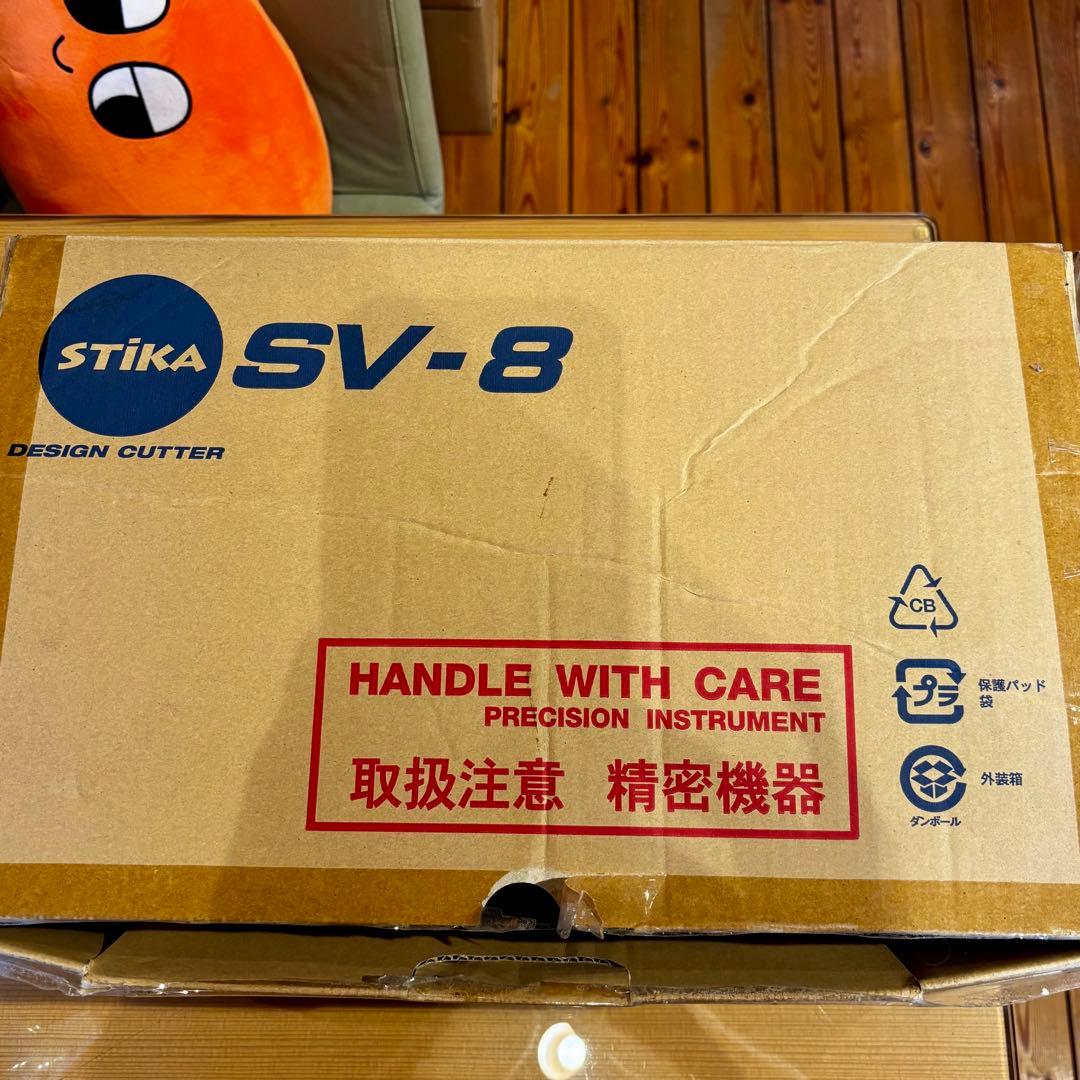 STiKA
SV-8
DESIGN CUTTER
CB
HANDLE WITH CARE
PRECISION INSTRUMENT
取扱注意 精密機器
プラ
保護パッド
袋
外装箱
ダンボール